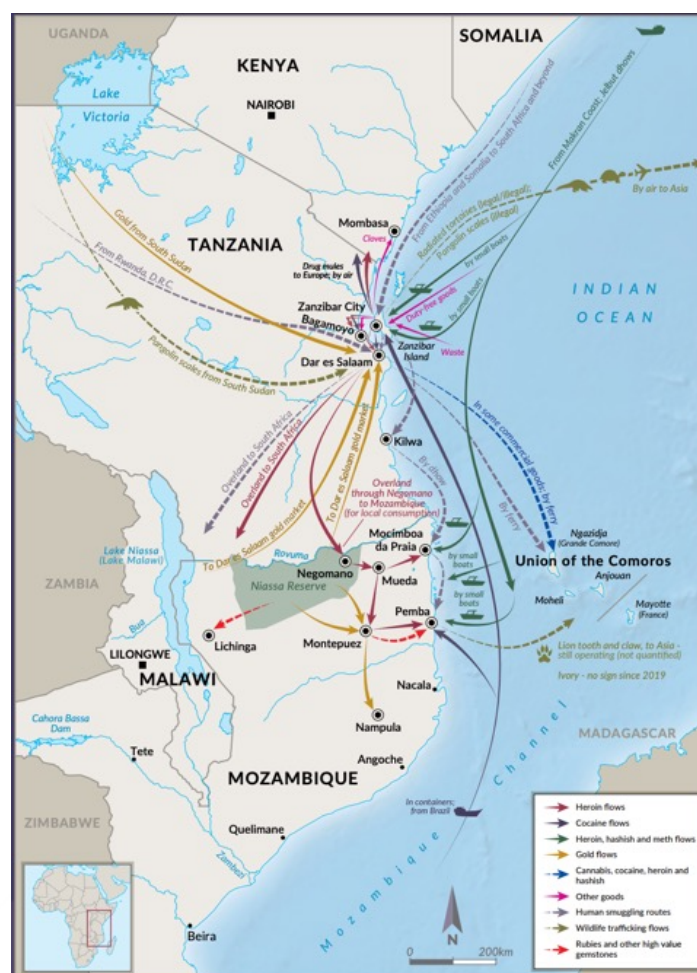 UGANDA
SOMALIA
KENYA
Lake
Victoria
NAIROBI
From Makran Coast; Jelbut dhows
From Ethiopia and Somalia to South Africa and beyond
Radiated tortoises (legal/illegal);
Pangolin scales (illegal)
By air to Asia
Gold from South Sudan
Mombasa
Cloves
TANZANIA
From Rwanda, D.R.C.
Drug mules
to Europe; by air
by small boats
by small boats
Duty-free goods
Waste
INDIAN
OCEAN
Zanzibar City
Bagamoyo
Zanzibar
Island
Dar es Salaam
Pangolin scales from South Sudan
Overland to South Africa
Overland to South Africa
To Dar es Salaam gold market
To Dar es Salaam gold market
Kilwa
By dhow
In some commercial goods; by ferry
By ferry
Overland
through Negomano
to Mozambique
(for local consumption)
Ngazidja
(Grande Comore)
Union of the Comoros
Anjouan
Moheli
Mayotte
(France)
Lake Niassa
(Lake Malawi)
Rovuma
Mocimboa
da Praia
by small
boats
by small
boats
Negomano
Mueda
Niassa Reserve
ZAMBIA
Bua
Lichinga
Montepuez
Pemba
LILONGWE
MALAWI
Lion tooth and claw, to Asia -
still operating (not quantified)
Ivory - no sign since 2019
Nacala
Nampula
Cahora Bassa
Dam
Tete
Angoche
MOZAMBIQUE
MADAGASCAR
In containers;
from Brazil
Mozambique Channel
ZIMBABWE
Quelimane
Zambezi
Beira
N
0 200km
Heroin flows
Cocaine flows
Heroin, hashish and meth flows
Gold flows
Cannabis, cocaine, heroin and
hashish
Other goods
Human smuggling routes
Wildlife trafficking flows
Rubies and other high value
gemstones